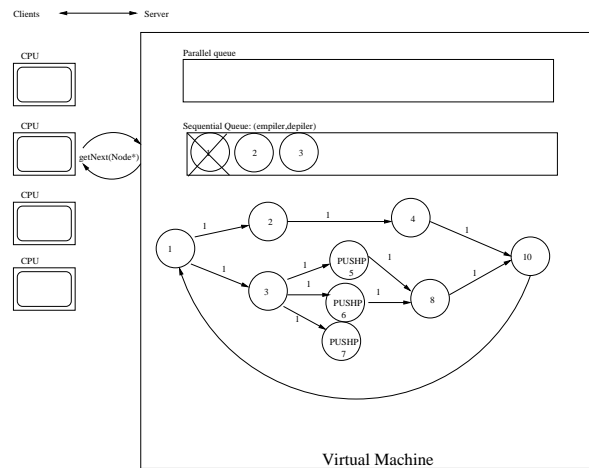 Clients
Server
CPU
Parallel queue
CPU
Sequential Queue: (empiler,depiler)
getNext(Node*)
1
2
3
CPU
CPU
1
2
1
4
1
1
1
10
1
3
1
PUSHP
5
1
1
PUSHP
6
1
8
1
1
PUSHP
7
Virtual Machine